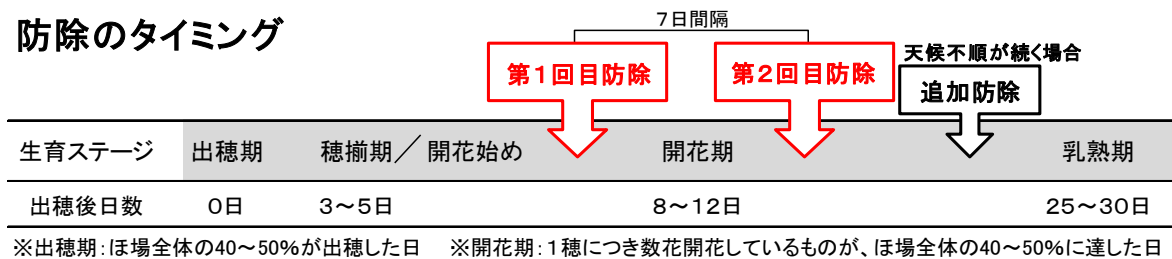 防除のタイミング
7日間隔
第1回目防除
第2回目防除
天候不順が続く場合
追加防除
生育ステージ 出穂期 穂揃期／開花始め 開花期 乳熟期
出穂後日数 0日 3～5日 8～12日 25～30日
※出穂期：ほ場全体の40～50%が出穂した日 ※開花期：1穂につき数花開花しているものが、ほ場全体の40～50%に達した日